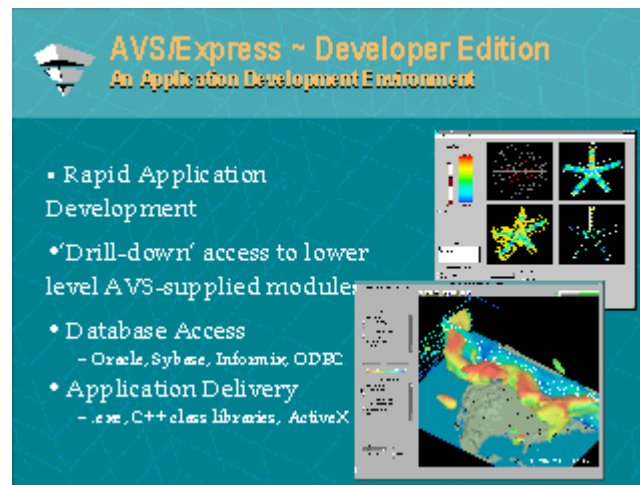 AVS/Express ~ Developer Edition
An Application Development Environment
▪ Rapid Application
Development
•'Drill-down' access to lower
level AVS-supplied modules
• Database Access
– Oracle, Sybase, Informix, ODBC
• Application Delivery
– .exe, C++ class libraries, ActiveX